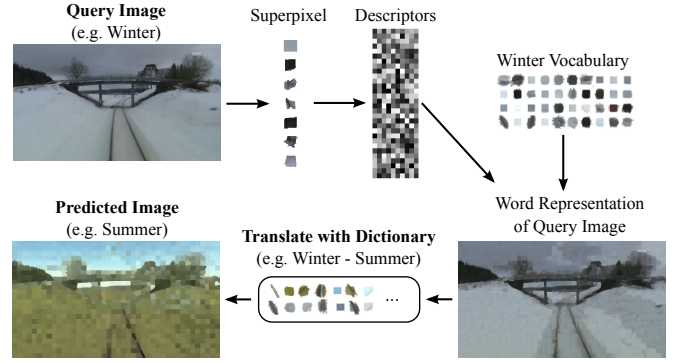 Query Image
(e.g. Winter)
Superpixel
Descriptors
Winter Vocabulary
Word Representation
of Query Image
Translate with Dictionary
(e.g. Winter - Summer)
...
Predicted Image
(e.g. Summer)